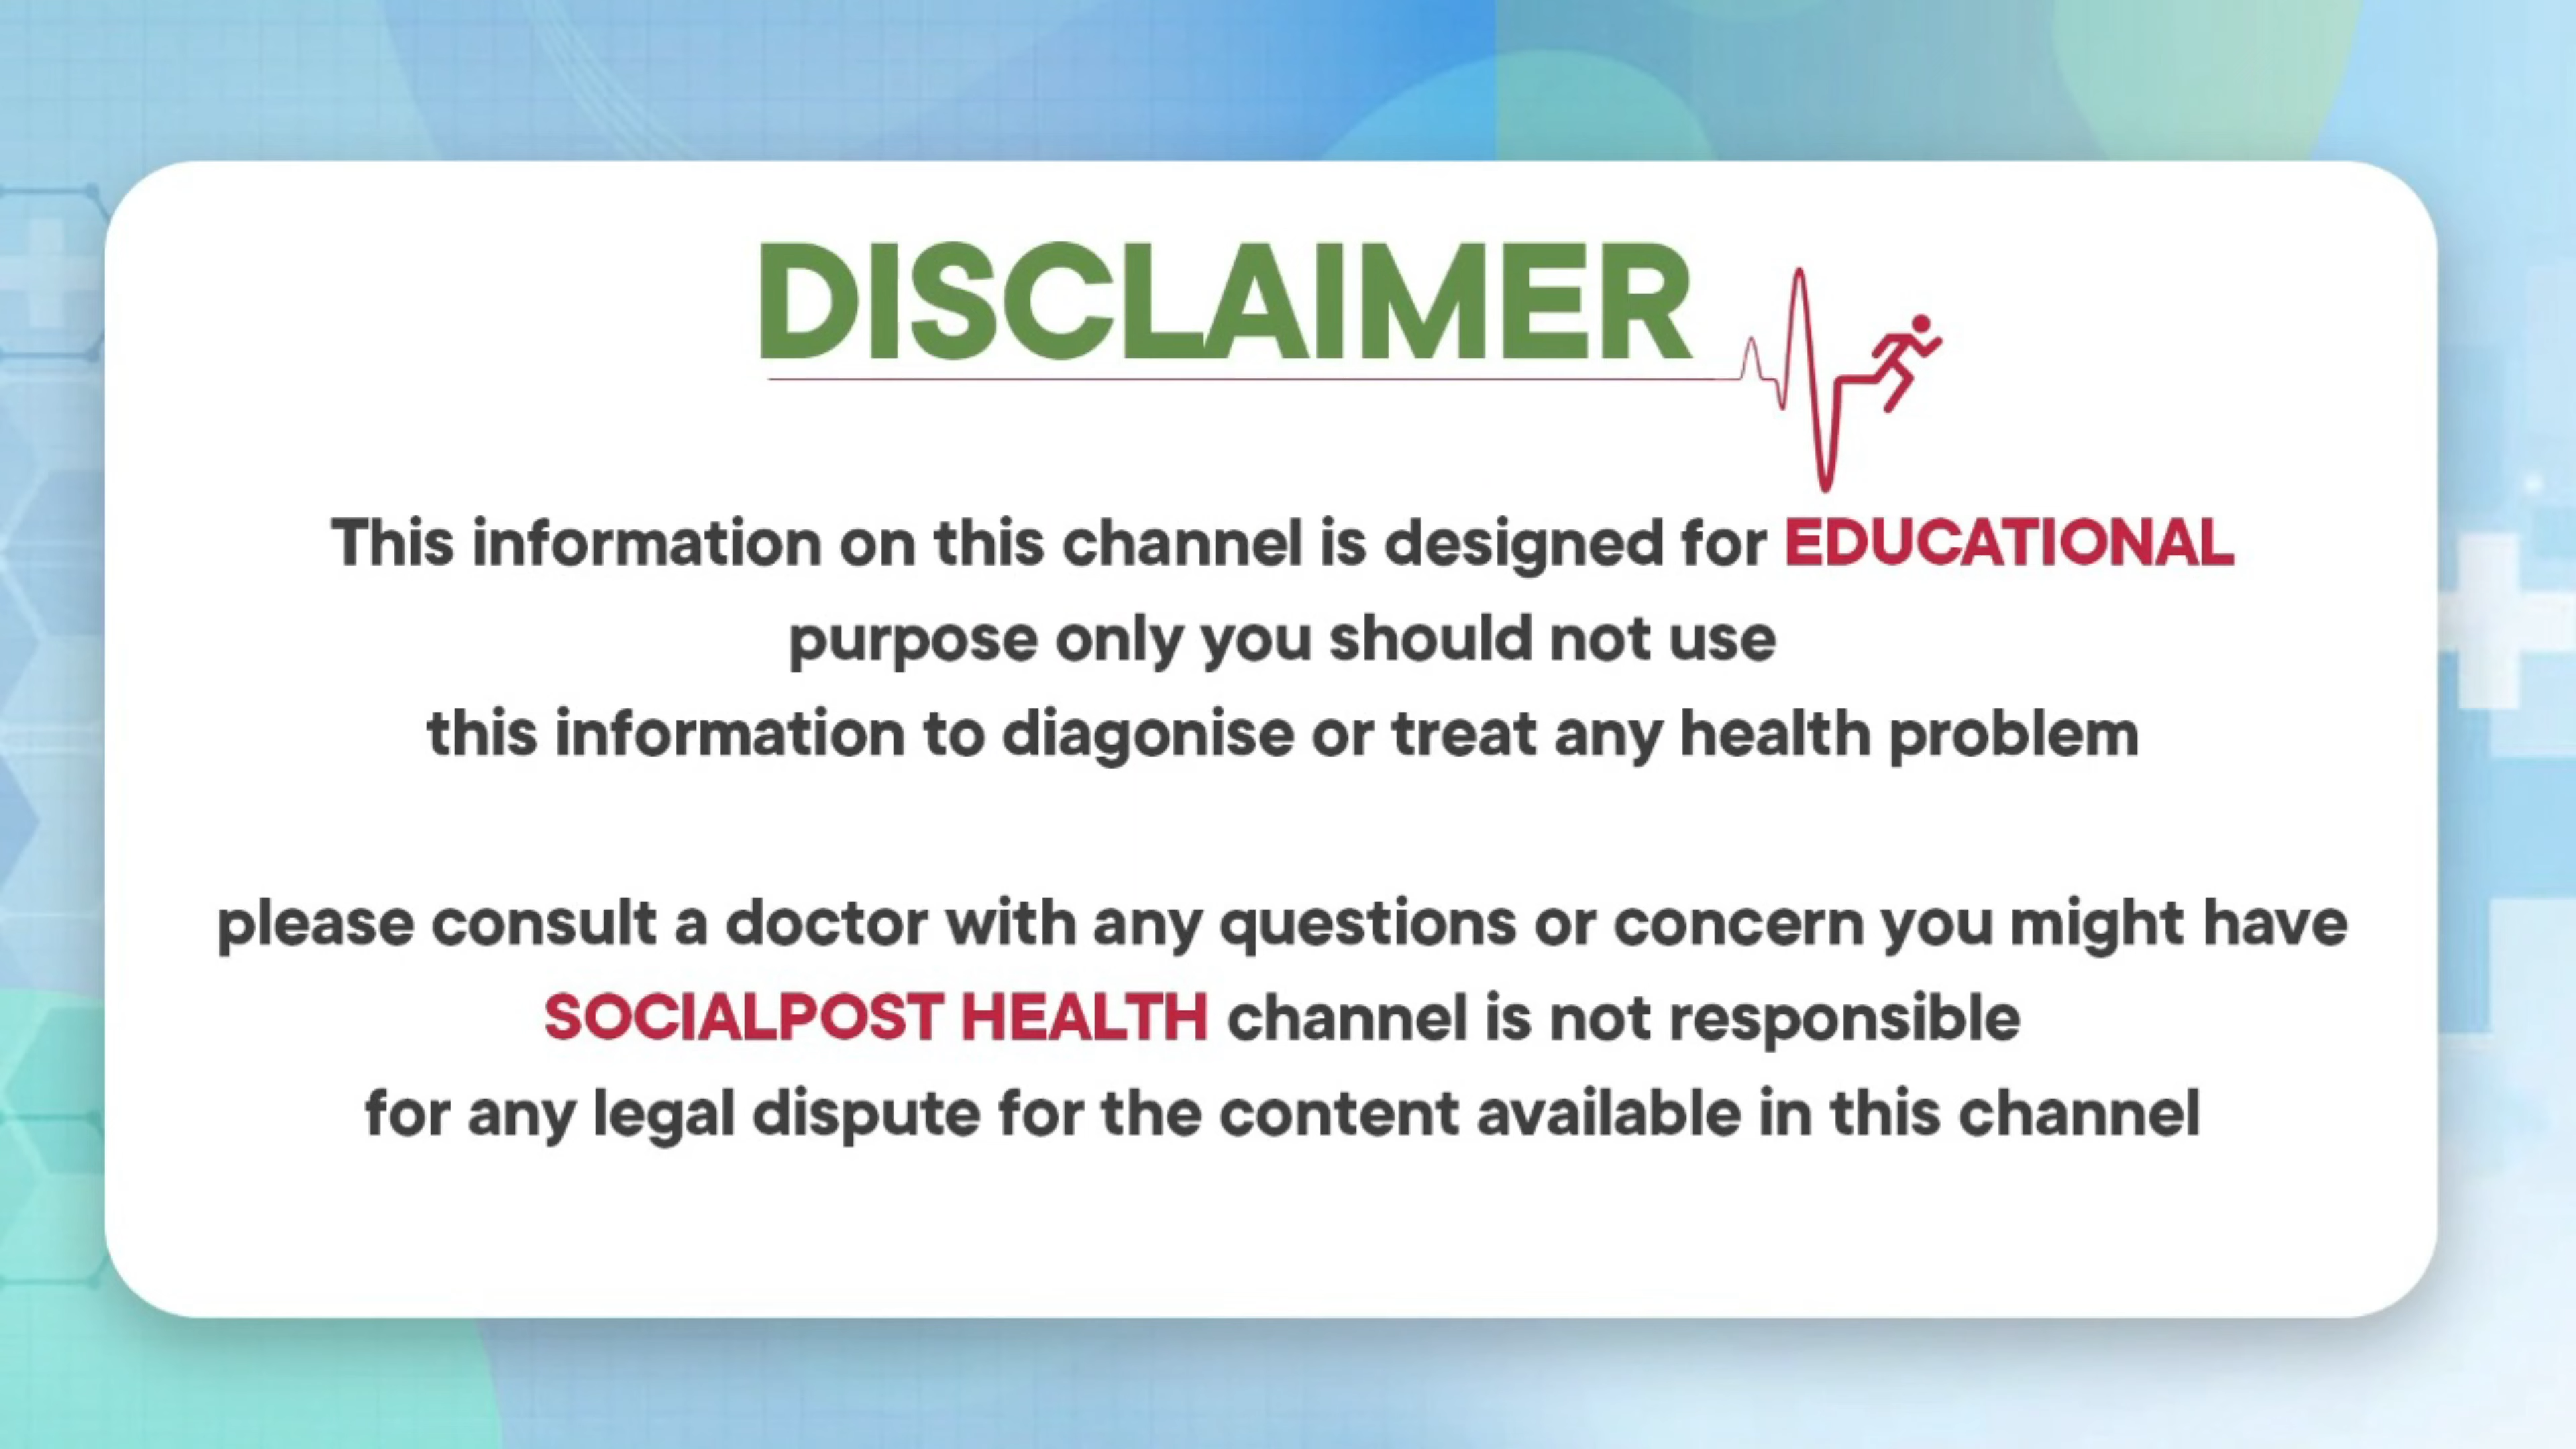 DISCLAIMER
This information on this channel is designed for EDUCATIONAL
purpose only you should not use
this information to diagonise or treat any health problem
please consult a doctor with any questions or concern you might have
SOCIALPOST HEALTH channel is not responsible
for any legal dispute for the content available in this channel